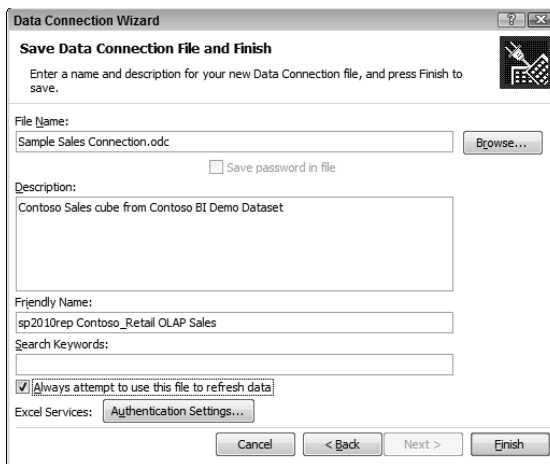 Data Connection Wizard
Save Data Connection File and Finish
Enter a name and description for your new Data Connection file, and press Finish to
save.
File Name:
Sample Sales Connection.odc
Browse...
Save password in file
Description:
Contoso Sales cube from Contoso BI Demo Dataset
Friendly Name:
sp2010rep Contoso_Retail OLAP Sales
Search Keywords:
Always attempt to use this file to refresh data
Excel Services: Authentication Settings...
Cancel < Back Next > Finish